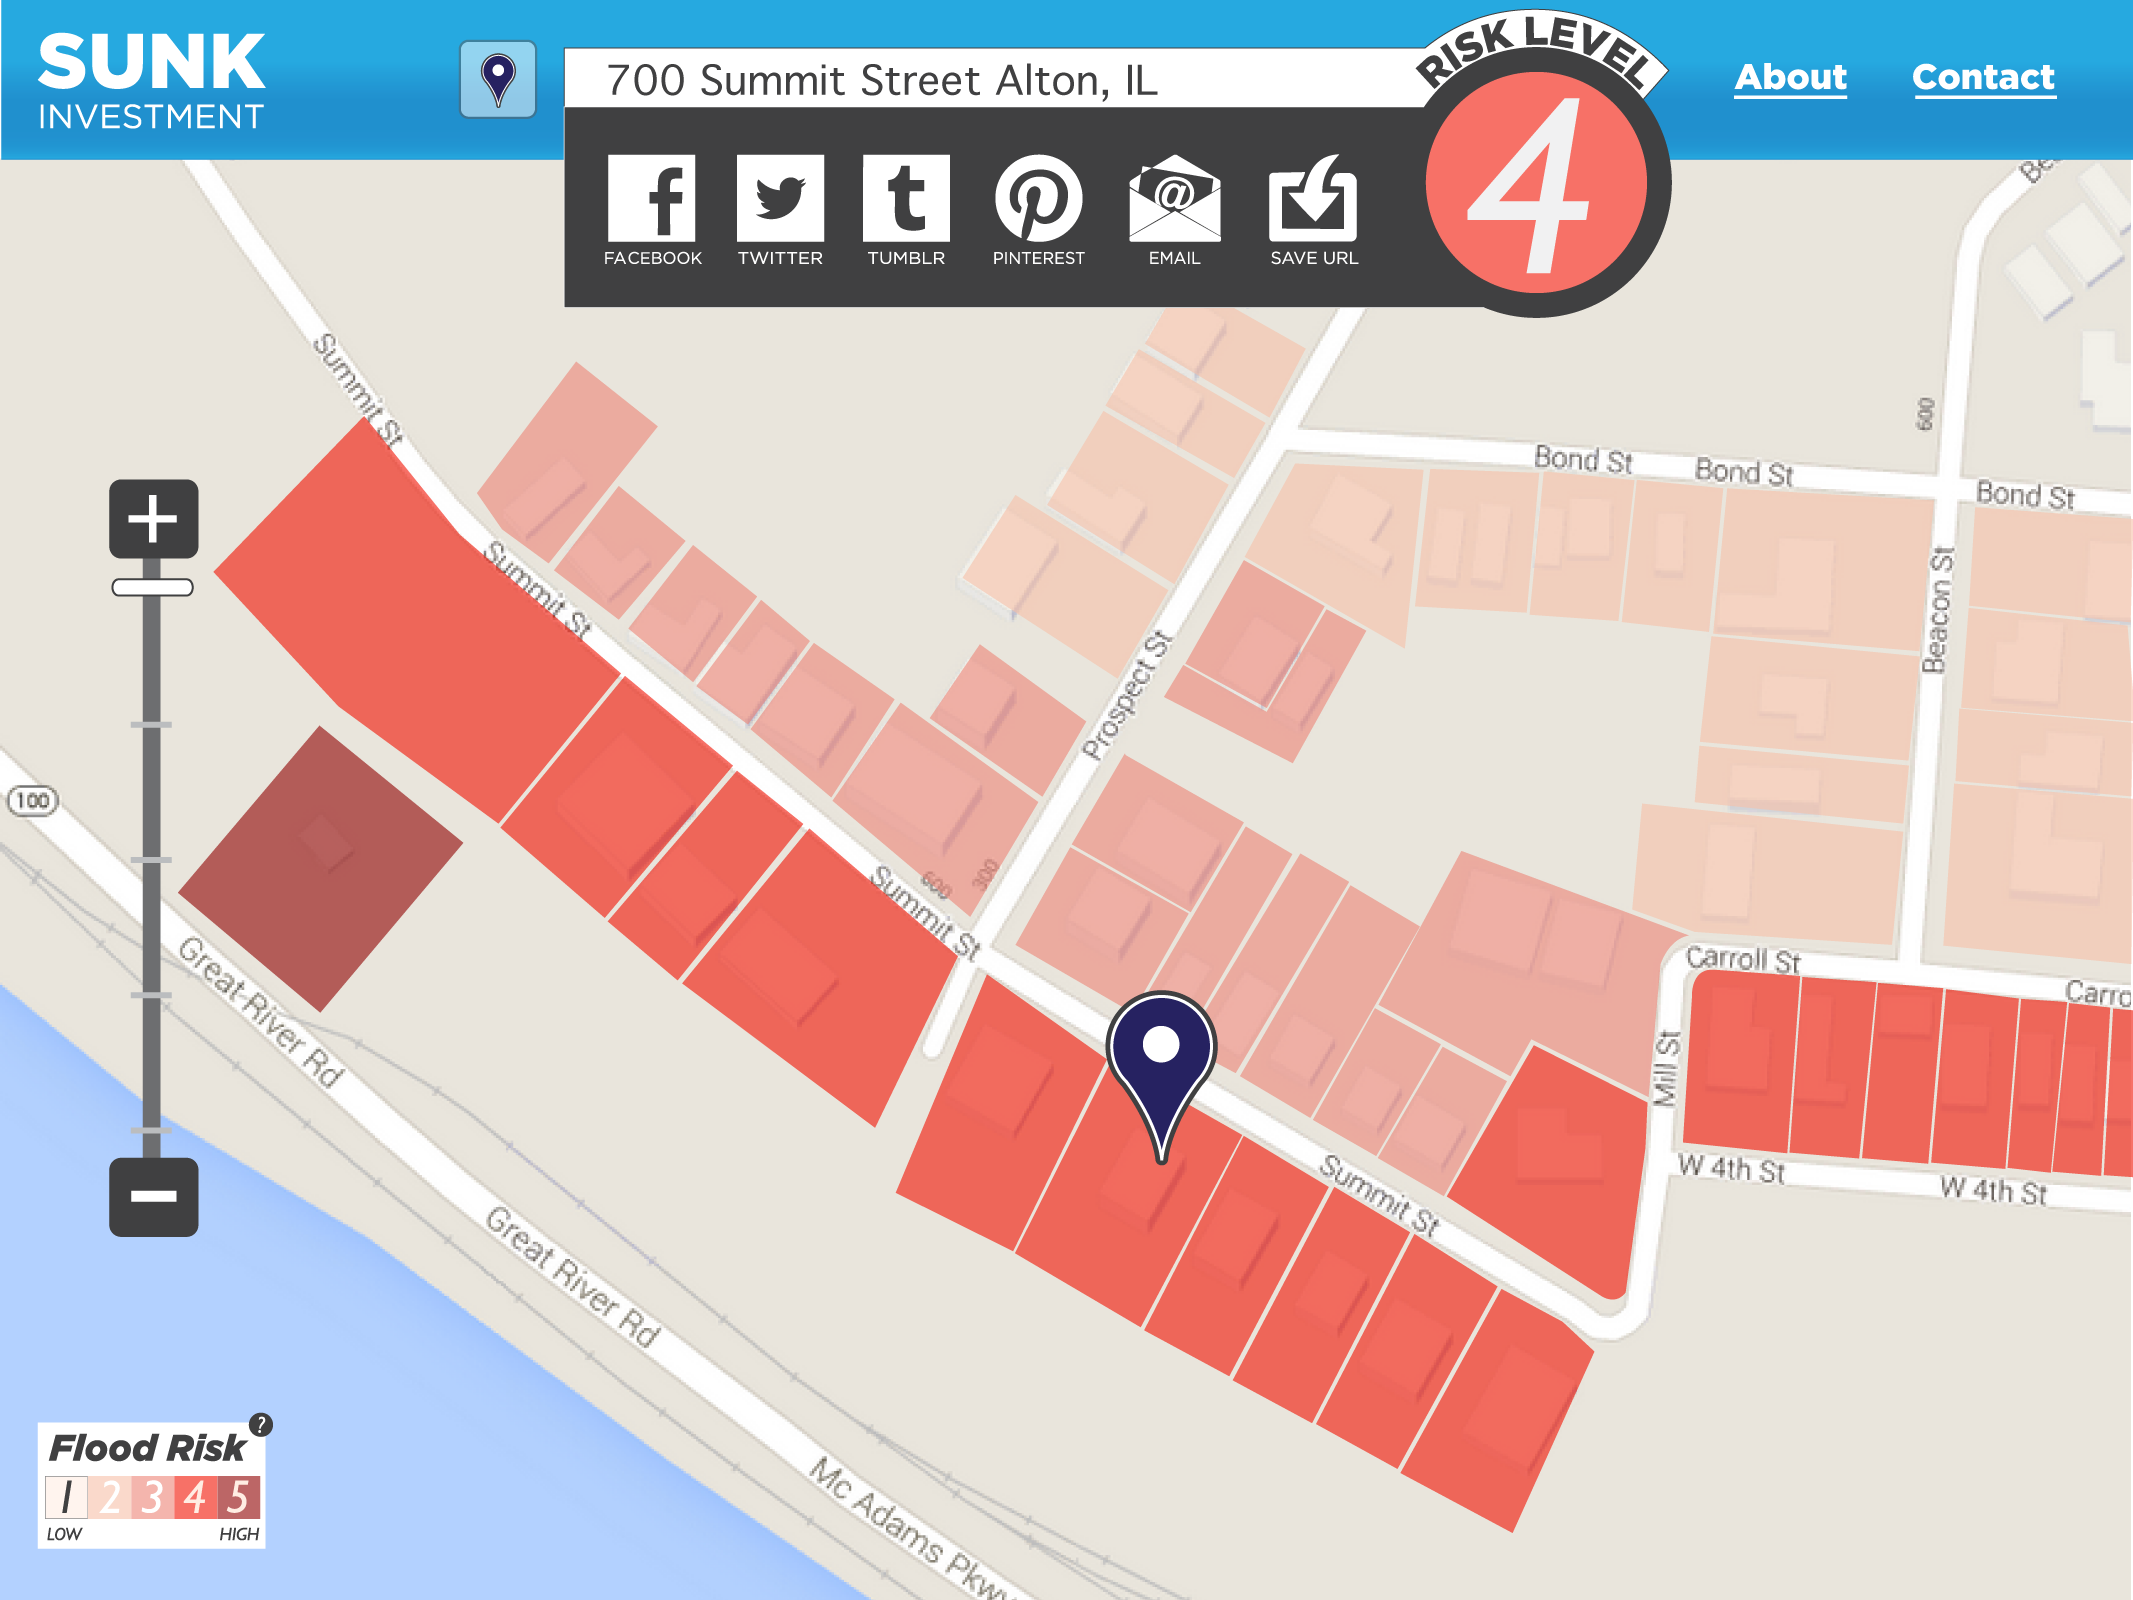 SUNK
INVESTMENT
700 Summit Street Alton, IL
RISK LEVEL
4
About
Contact
f
t
@
FACEBOOK
TWITTER
TUMBLR
PINTEREST
EMAIL
SAVE URL
Summit St
Summit St
Bond St
Bond St
Bond St
600
Beacon St
Prospect St
100
600
300
Summit St
Carroll St
Carro
Mill St
Great River Rd
W 4th St
W 4th St
Summit St
Great River Rd
Mc Adams Pkwy
+
−
Flood Risk
?
1 2 3 4 5
LOW
HIGH